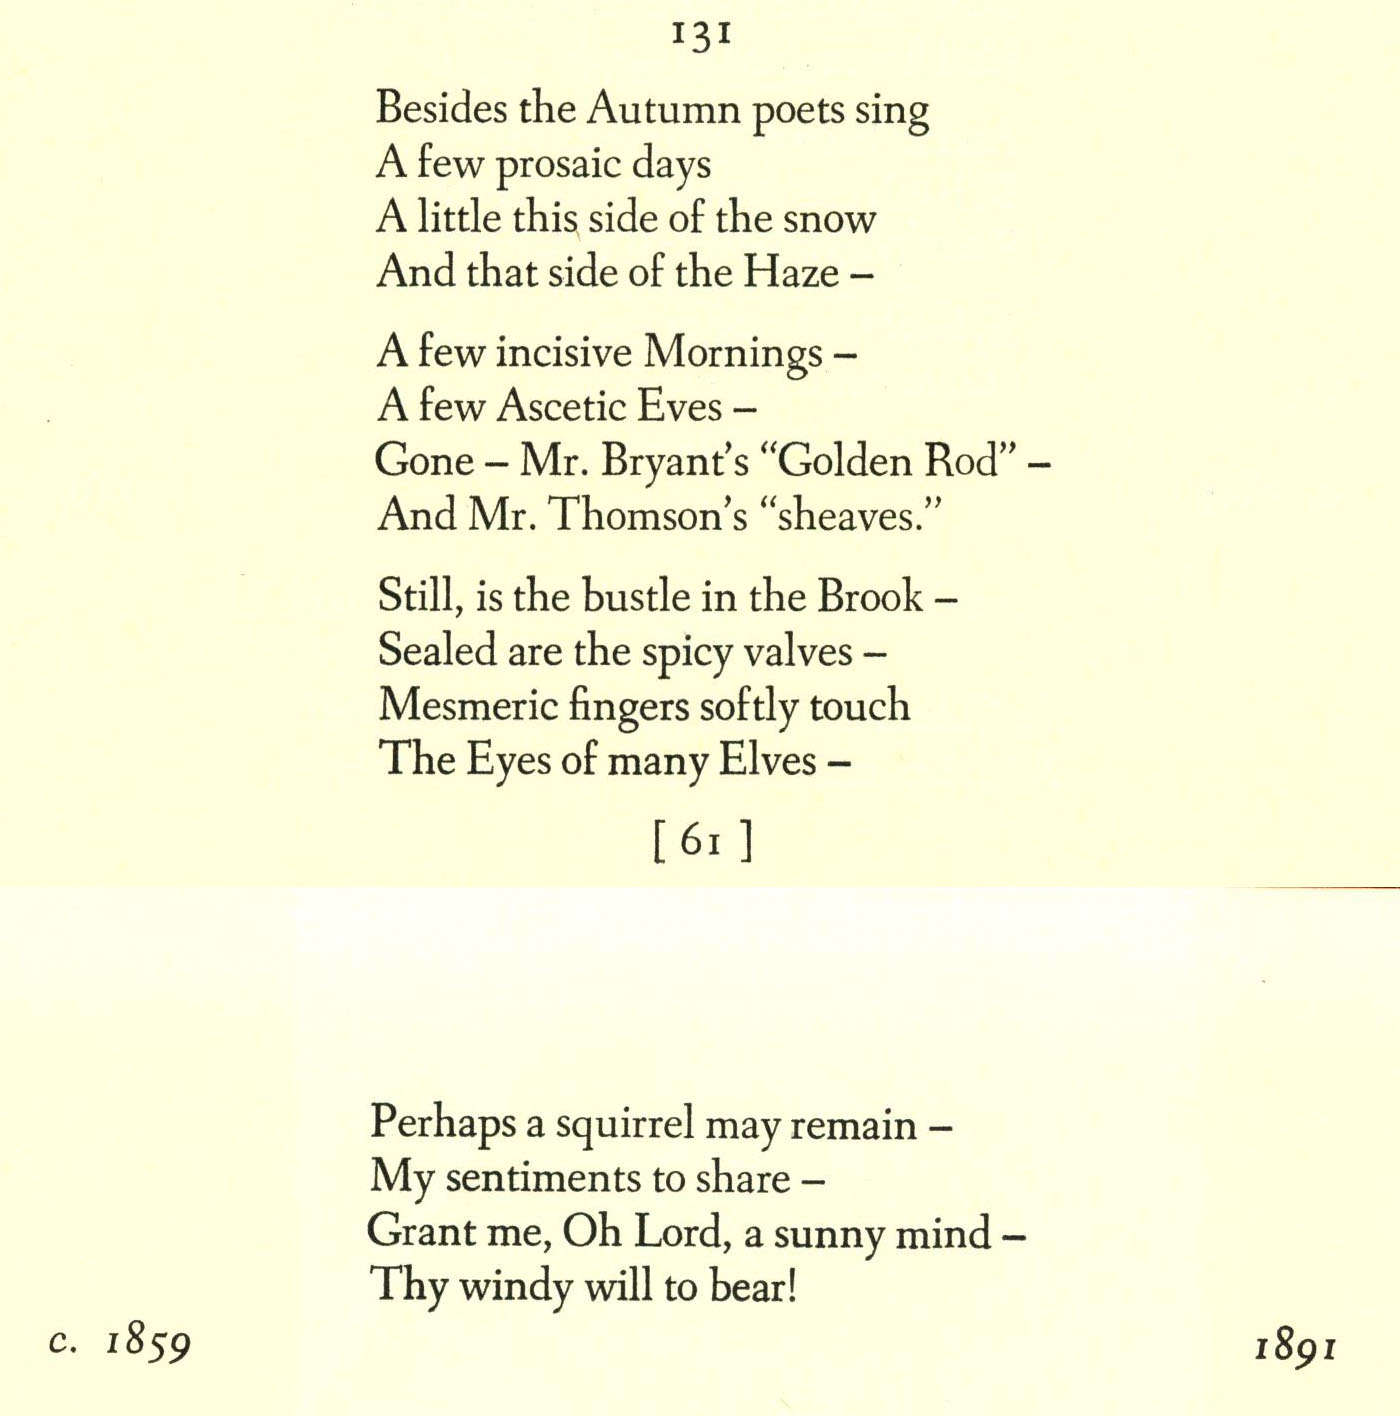 131
Besides the Autumn poets sing
A few prosaic days
A little this side of the snow
And that side of the Haze –
A few incisive Mornings –
A few Ascetic Eves –
Gone – Mr. Bryant's “Golden Rod” –
And Mr. Thomson's “sheaves.”
Still, is the bustle in the Brook –
Sealed are the spicy valves –
Mesmeric fingers softly touch
The Eyes of many Elves –
[ 61 ]
Perhaps a squirrel may remain –
My sentiments to share –
Grant me, Oh Lord, a sunny mind –
Thy windy will to bear!
c. 1859 1891